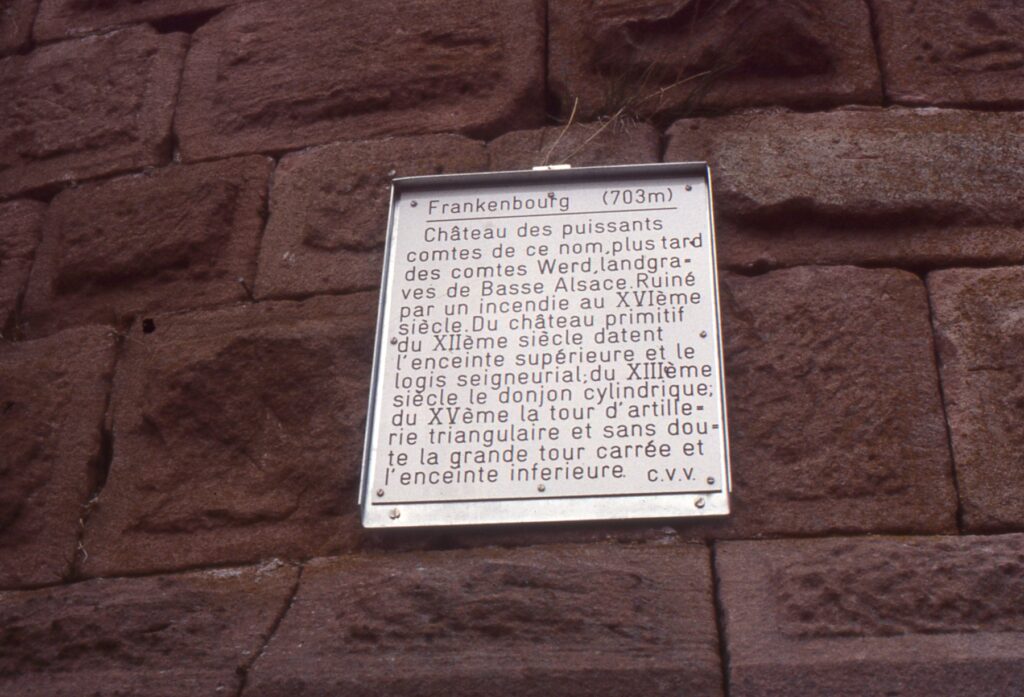 Frankenbourg (703m)
Château des puissants
comtes de ce nom,plus tard
des comtes Werd,landgra=
ves de Basse Alsace.Ruiné
par un incendie au XVIème
siècle.Du château primitif
du XIIème siècle datent
l'enceinte supérieure et le
logis seigneurial;du XIIIème
siècle le donjon cylindrique;
du XVème la tour d'artille=
rie triangulaire et sans dou=
te la grande tour carrée et
l'enceinte inferieure. C.V.V.